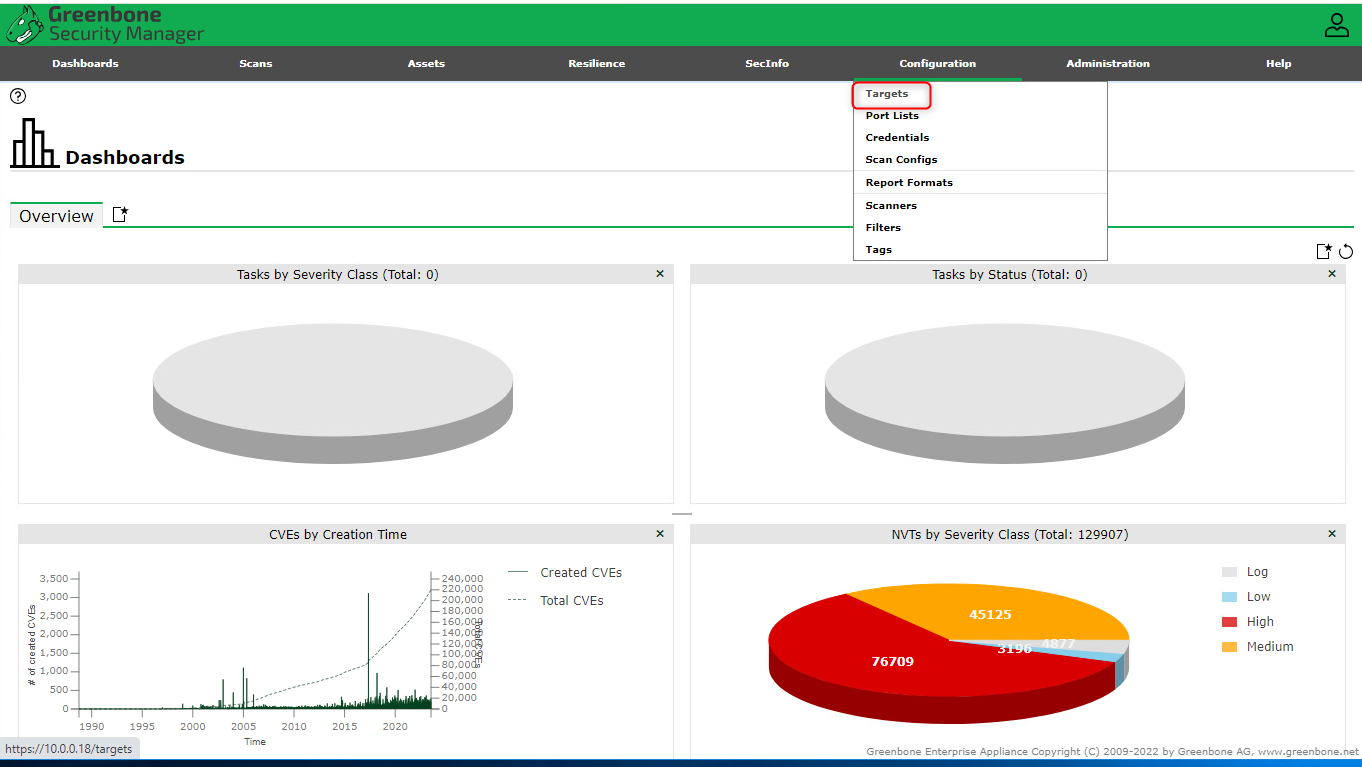 Greenbone
Security Manager
Dashboards Scans Assets Resilience SecInfo Configuration Administration Help
Targets
Port Lists
Credentials
Scan Configs
Report Formats
Scanners
Filters
Tags
?
Dashboards
Overview
Tasks by Severity Class (Total: 0) ×
Tasks by Status (Total: 0) ×
CVEs by Creation Time ×
# of created CVEs
3,500
3,000
2,500
2,000
1,500
1,000
500
0
240,000
220,000
200,000
180,000
160,000
140,000
120,000
100,000
80,000
60,000
40,000
20,000
0
Total CVEs
1990 1995 2000 2005 2010 2015 2020
Time
Created CVEs
Total CVEs
NVTs by Severity Class (Total: 129907) ×
45125
4877
3196
76709
Log
Low
High
Medium
https://10.0.0.18/targets
Greenbone Enterprise Appliance Copyright (C) 2009-2022 by Greenbone AG, www.greenbone.net